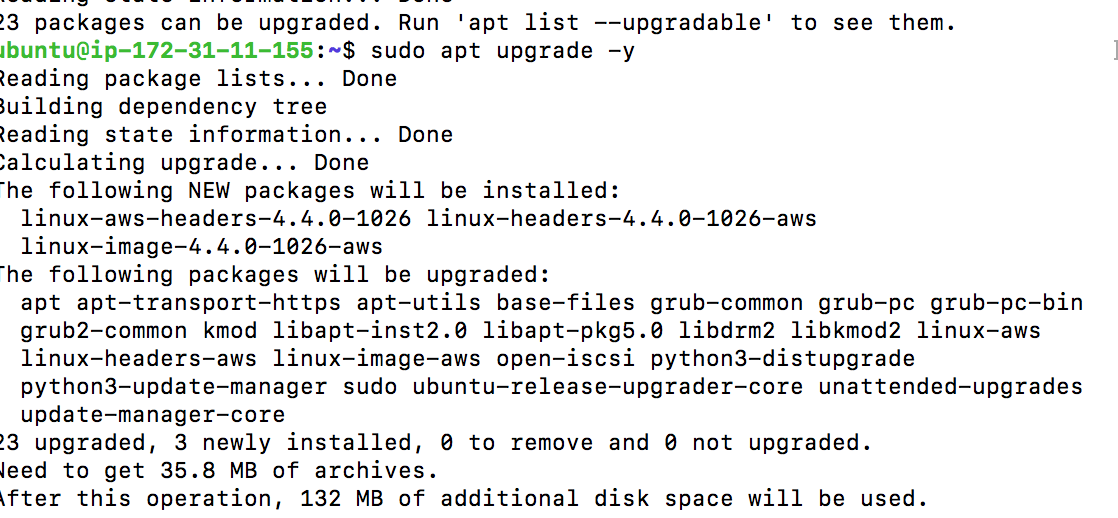 Reading state information... Done
23 packages can be upgraded. Run 'apt list --upgradable' to see them.
ubuntu@ip-172-31-11-155:~$ sudo apt upgrade -y
Reading package lists... Done
Building dependency tree
Reading state information... Done
Calculating upgrade... Done
The following NEW packages will be installed:
  linux-aws-headers-4.4.0-1026 linux-headers-4.4.0-1026-aws
  linux-image-4.4.0-1026-aws
The following packages will be upgraded:
  apt apt-transport-https apt-utils base-files grub-common grub-pc grub-pc-bin
  grub2-common kmod libapt-inst2.0 libapt-pkg5.0 libdrm2 libkmod2 linux-aws
  linux-headers-aws linux-image-aws open-iscsi python3-distupgrade
  python3-update-manager sudo ubuntu-release-upgrader-core unattended-upgrades
  update-manager-core
23 upgraded, 3 newly installed, 0 to remove and 0 not upgraded.
Need to get 35.8 MB of archives.
After this operation, 132 MB of additional disk space will be used.